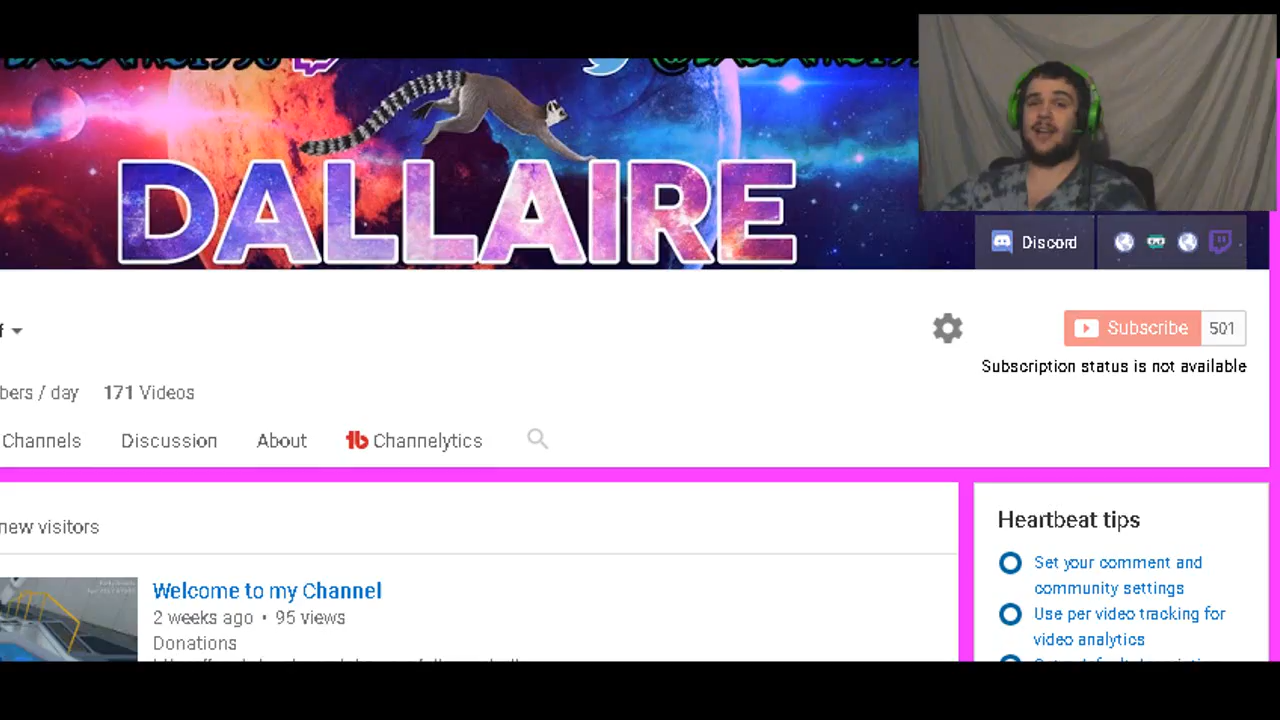 DALLAIRE
Discord
f
Subscribe 501
Subscription status is not available
bers / day 171 Videos
Channels Discussion About Channelytics
new visitors
Heartbeat tips
Set your comment and
community settings
Use per video tracking for
video analytics
Welcome to my Channel
2 weeks ago • 95 views
Donations